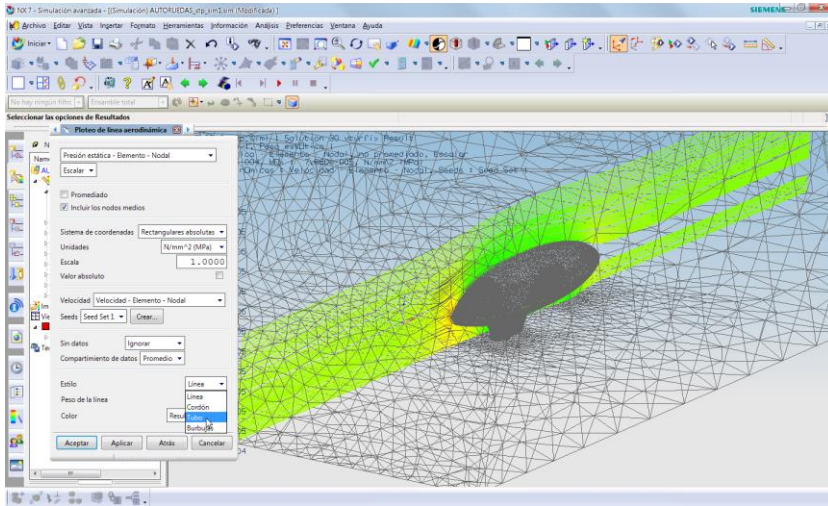 NX 7 - Simulación avanzada - [(Simulación) AUTORUEDAS_stp_sim1.sim (Modificada) ]
SIEMENS
Archivo Editar Vista Insertar Formato Herramientas Información Análisis Preferencias Ventana Ayuda
Iniciar
No hay ningún filtro
Ensamble total
Seleccionar las opciones de Resultados
Ploteo de línea aerodinámica
Presión estática - Elemento - Nodal
Escalar
Promediado
Incluir los nodos medios
Sistema de coordenadas Rectangulares absolutas
Unidades N/mm^2 (MPa)
Escala 1.0000
Valor absoluto
Velocidad Velocidad - Elemento - Nodal
Seeds Seed Set 1 Crear...
Sin datos Ignorar
Compartimiento de datos Promedio
Estilo Línea
Línea
Peso de la línea
Cordón
Color
Tubo
Burbujas
Aceptar Aplicar Atrás Cancelar